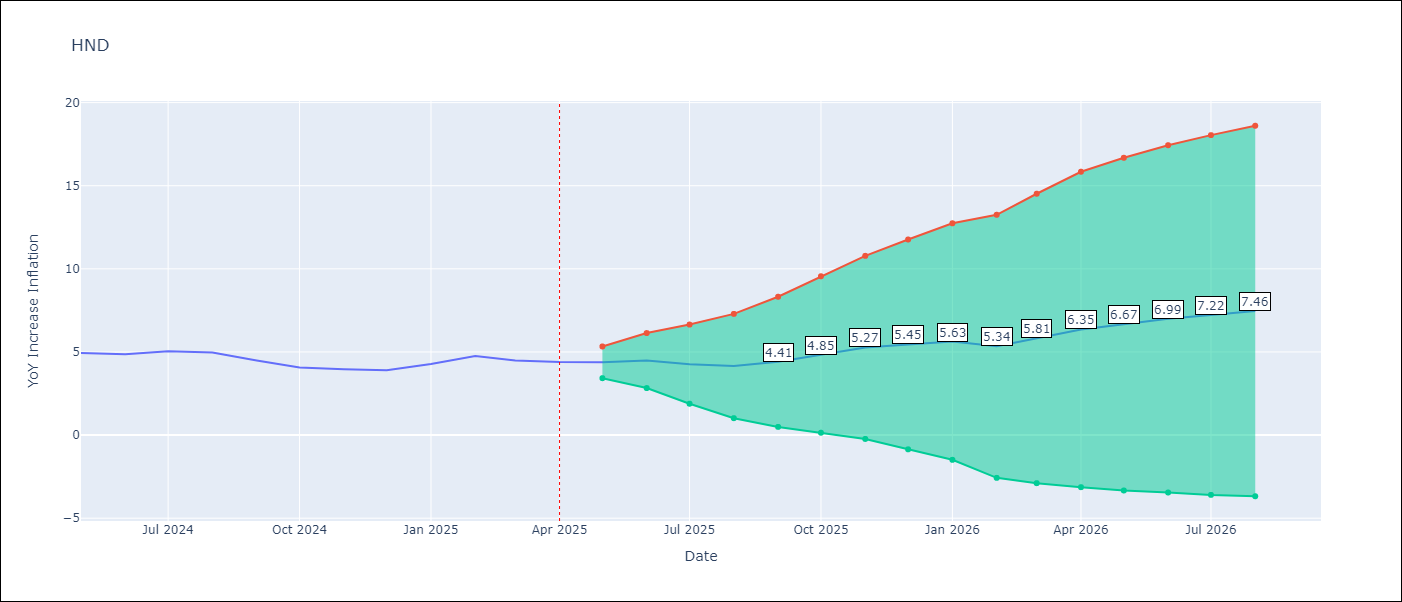 HND
YoY Increase Inflation
20
15
10
5
0
−5
4.41
4.85
5.27
5.45
5.63
5.34
5.81
6.35
6.67
6.99
7.22
7.46
Jul 2024
Oct 2024
Jan 2025
Apr 2025
Jul 2025
Oct 2025
Jan 2026
Apr 2026
Jul 2026
Date